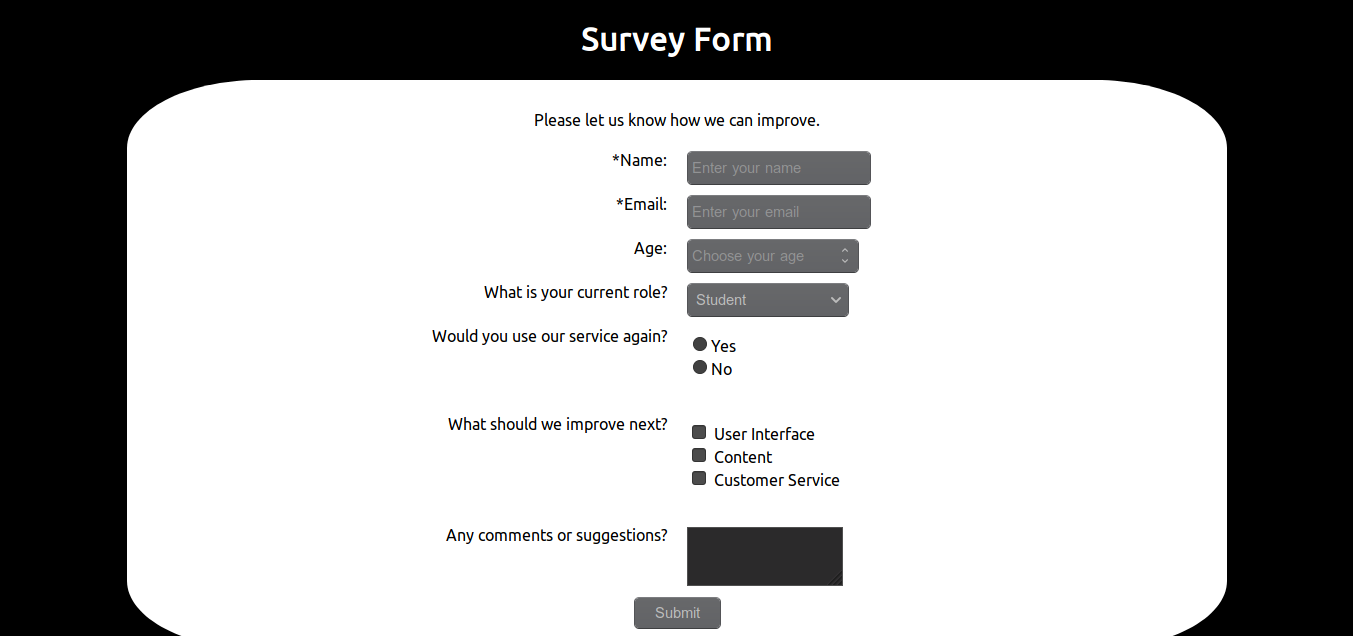 Survey Form
Please let us know how we can improve.
*Name: Enter your name
*Email: Enter your email
Age: Choose your age
What is your current role? Student
Would you use our service again? Yes
No
What should we improve next? User Interface
Content
Customer Service
Any comments or suggestions?
Submit